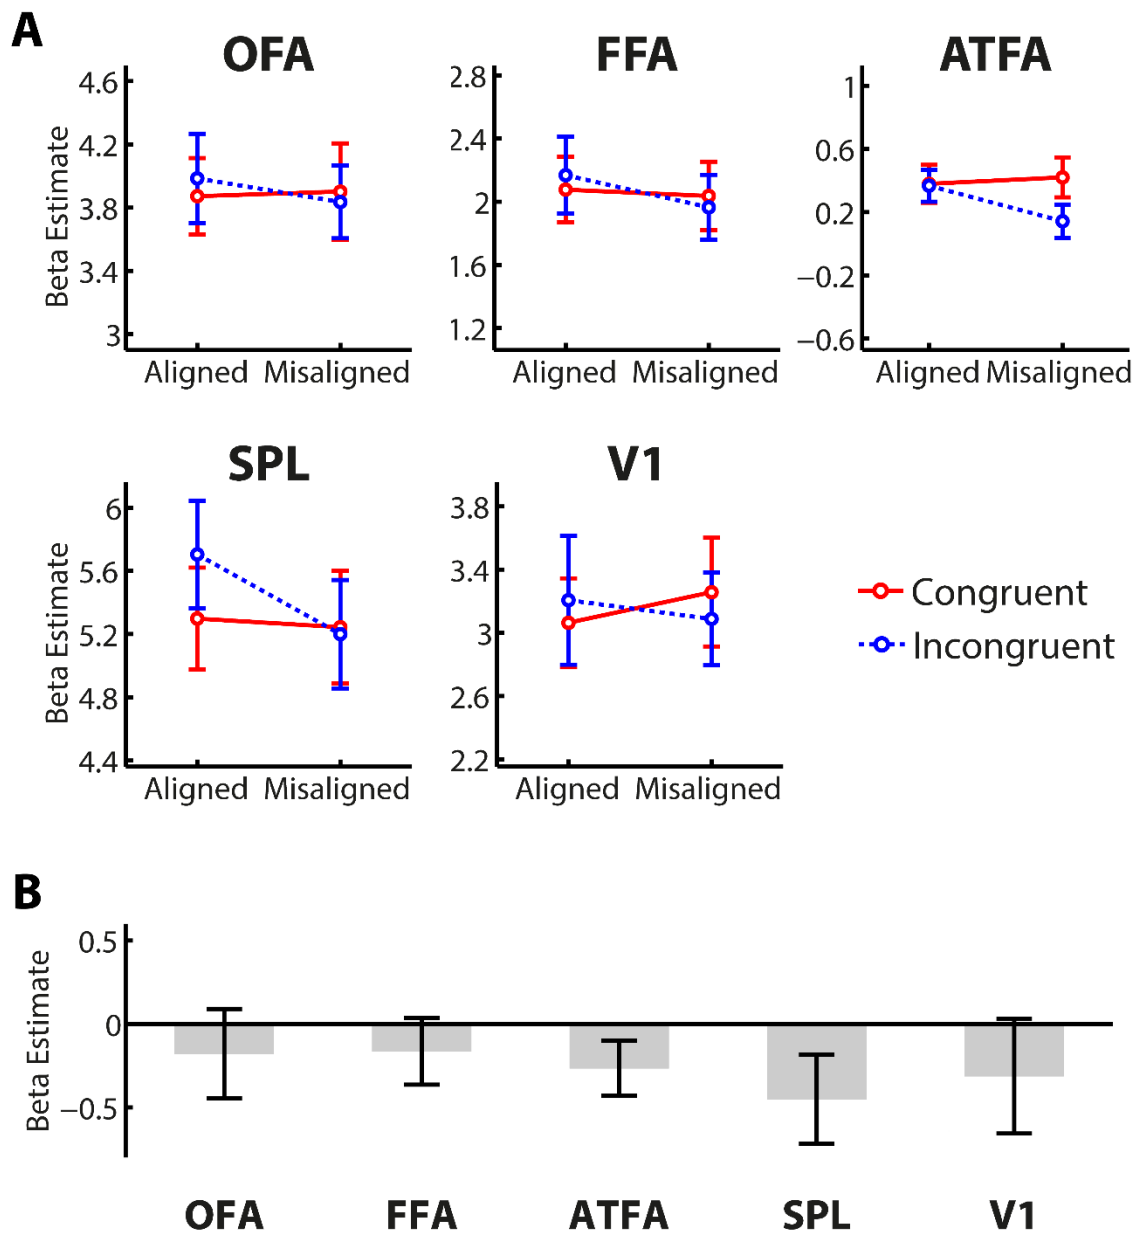 A
OFA
FFA
ATFA
Beta Estimate
4.6
4.2
3.8
3.4
3
Aligned Misaligned
2.8
2.4
2
1.6
1.2
Aligned Misaligned
1
0.6
0.2
−0.2
−0.6
Aligned Misaligned
SPL
V1
Beta Estimate
6
5.6
5.2
4.8
4.4
Aligned Misaligned
3.8
3.4
3
2.6
2.2
Aligned Misaligned
Congruent
Incongruent
B
Beta Estimate
0.5
0
−0.5
OFA FFA ATFA SPL V1